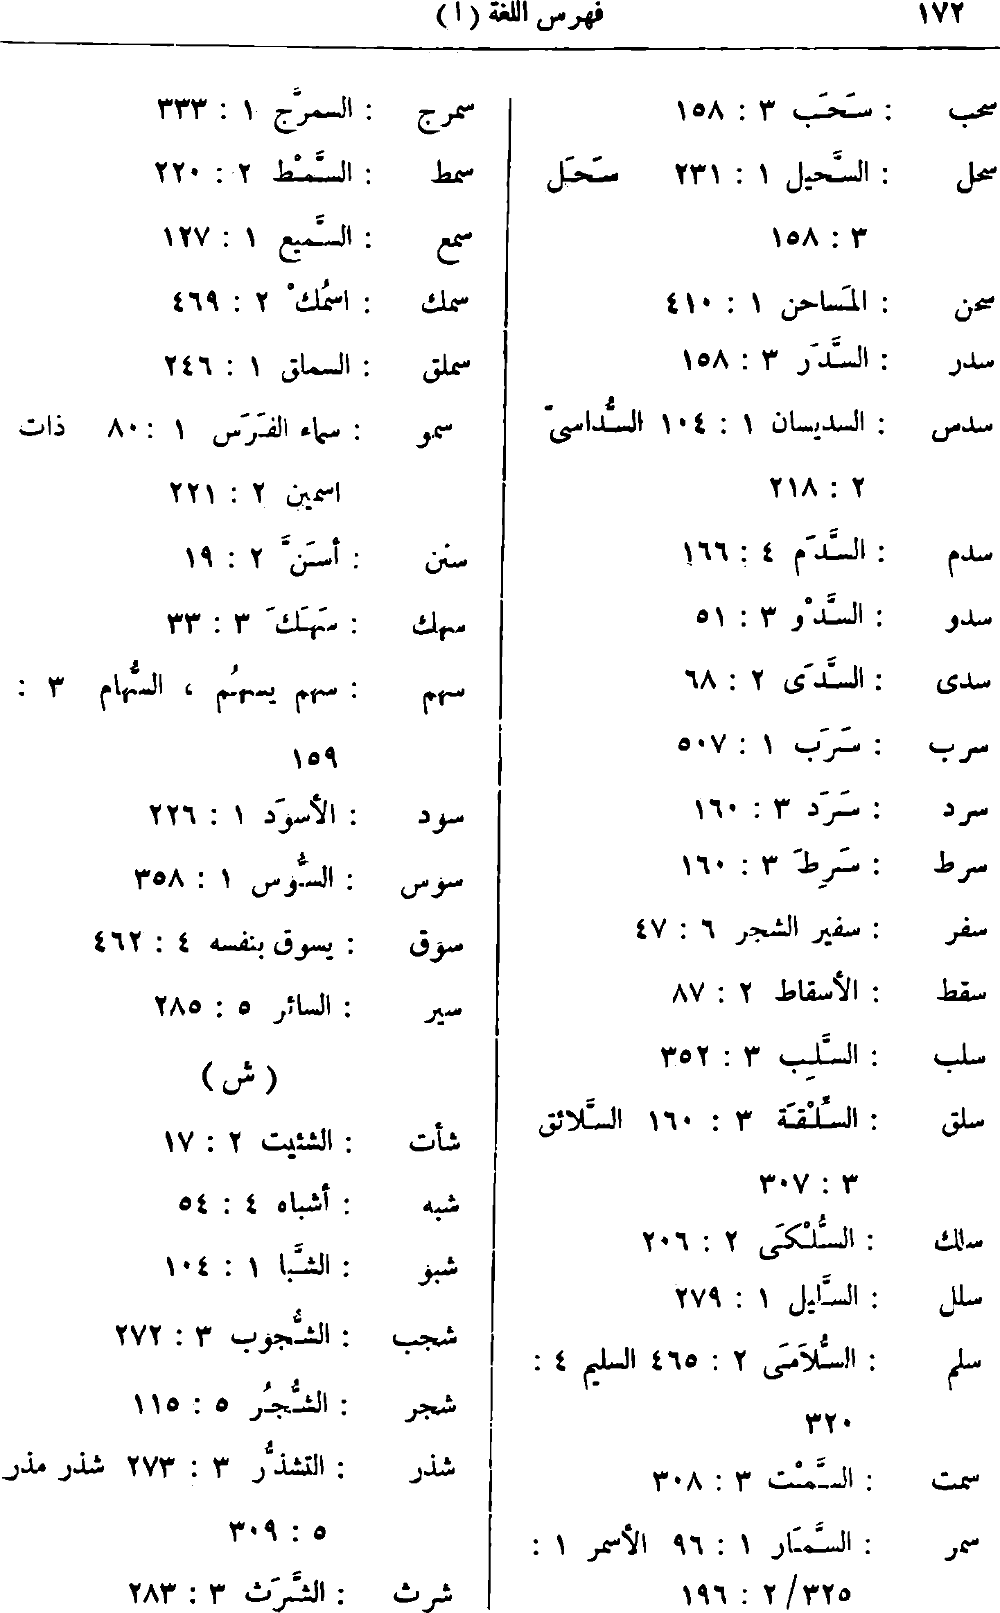 ١٧٢ فهرس اللغة ( ا )
سحب : سَحَب ٣ : ١٥٨
سحل : السَّحيل ١ : ٢٣١ سَحَل
٣ : ١٥٨
سحن : المَساحن ١ : ٤١٠
سدر : السَّدَر ٣ : ١٥٨
سدس : السديسان ١ : ١٠٤ السُّداسىّ
٢ : ٢١٨
سدم : السَّدَم ٤ : ١٦٦
سدو : السَّدْو ٣ : ٥١
سدى : السَّدَى ٢ : ٦٨
سرب : سَرَب ١ : ٥٠٧
سرد : سَرَد ٣ : ١٦٠
سرط : سَرِطَ ٣ : ١٦٠
سفر : سفير الشجر ٦ : ٤٧
سقط : الأسقاط ٢ : ٨٧
سلب : السَّلِب ٣ : ٣٥٢
سلق : السِّلْقَة ٣ : ١٦٠ السَّلائق
٣ : ٣٠٧
سلك : السُّلْكَى ٢ : ٢٠٦
سلل : السَّليل ١ : ٢٧٩
سلم : السُّلاَمَى ٢ : ٤٦٥ السليم ٤ :
٣٢٠
سمت : السَّمْت ٣ : ٣٠٨
سمر : السَّمَار ١ : ٩٦ الأسمر ١ :
٣٢٥/ ٢ : ١٩٦
سمرج : السمرَّج ١ : ٣٣٣
سمط : السَّمْط ٢ : ٢٢٠
سمع : السَّميع ١ : ١٢٧
سمك : اسمُكْ ٢ : ٤٦٩
سملق : السملق ١ : ٢٤٦
سمو : سماء الفَرَس ١ : ٨٠ ذات
اسمين ٢ : ٢٢١
سنن : أسَنَّ ٢ : ١٩
سهك : سَهَكَ ٣ : ٣٣
سهم : سهم يسهُم ، السُّهام ٣ :
١٥٩
سود : الأسوَد ١ : ٢٢٦
سوس : السُّوس ١ : ٣٥٨
سوق : يسوق بنفسه ٤ : ٤٦٢
سير : السائر ٥ : ٢٨٥
( ش )
شأت : الشئيت ٢ : ١٧
شبه : أشباه ٤ : ٥٤
شبو : الشَّبا ١ : ١٠٤
شجب : الشُّجوب ٣ : ٢٧٢
شجر : الشُّجُر ٥ : ١١٥
شذر : التشذُّر ٣ : ٢٧٣ شذر مذر
٥ : ٣٠٩
شرث : الشَّرَث ٣ : ٢٨٣